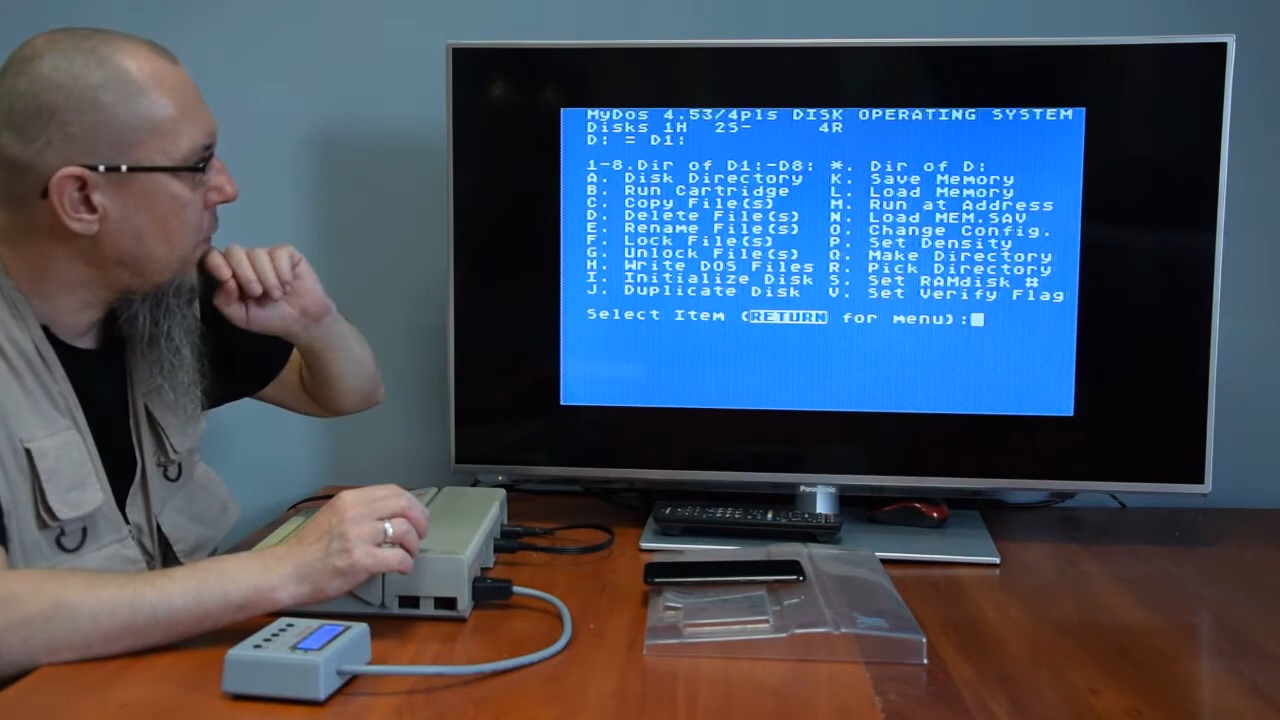 MyDos 4.53/4pls DISK OPERATING SYSTEM
Disks 1H 2S- 4R
D: = D1:
1-8.Dir of D1:-D8: *. Dir of D:
A. Disk Directory K. Save Memory
B. Run Cartridge L. Load Memory
C. Copy File(s) M. Run at Address
D. Delete File(s) N. Load MEM.SAV
E. Rename File(s) O. Change Config.
F. Lock File(s) P. Set Density
G. Unlock File(s) Q. Make Directory
H. Write DOS Files R. Pick Directory
I. Initialize Disk S. Set RAMdisk #
J. Duplicate Disk V. Set Verify Flag
Select Item (RETURN for menu):
Panasonic